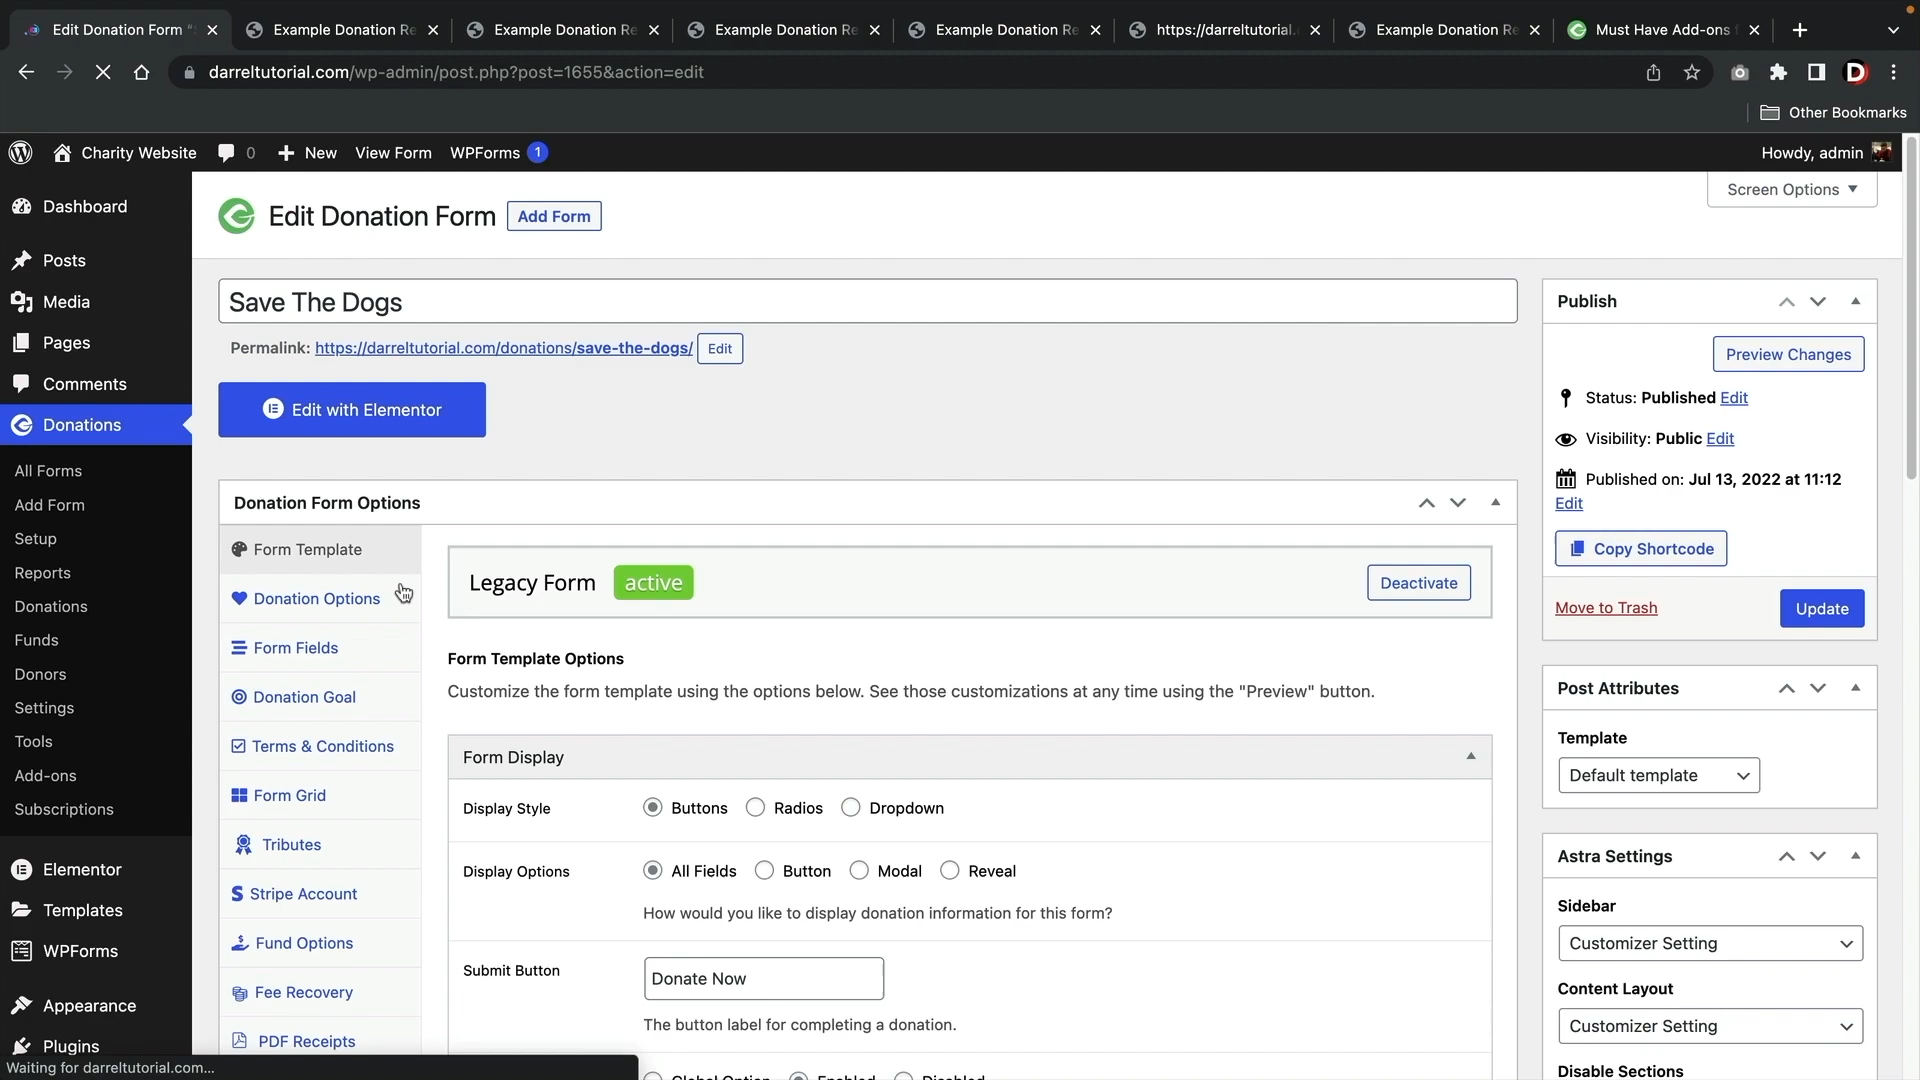 Edit Donation Form "S
Example Donation Re
Example Donation Re
Example Donation Re
Example Donation Re
https://darreltutorial.
Example Donation Re
Must Have Add-ons f
darreltutorial.com/wp-admin/post.php?post=1655&action=edit
Other Bookmarks
Charity Website
0
New
View Form
WPForms 1
Howdy, admin
Screen Options
Dashboard
Posts
Media
Pages
Comments
Donations
All Forms
Add Form
Setup
Reports
Donations
Funds
Donors
Settings
Tools
Add-ons
Subscriptions
Elementor
Templates
WPForms
Appearance
Plugins
Waiting for darreltutorial.com...
Edit Donation Form Add Form
Save The Dogs
Permalink: https://darreltutorial.com/donations/save-the-dogs/ Edit
Edit with Elementor
Donation Form Options
Form Template
Donation Options
Form Fields
Donation Goal
Terms & Conditions
Form Grid
Tributes
Stripe Account
Fund Options
Fee Recovery
PDF Receipts
Legacy Form active Deactivate
Form Template Options
Customize the form template using the options below. See those customizations at any time using the "Preview" button.
Form Display
Display Style Buttons Radios Dropdown
Display Options All Fields Button Modal Reveal
How would you like to display donation information for this form?
Submit Button Donate Now
The button label for completing a donation.
Global Option Enabled Disabled
Publish
Preview Changes
Status: Published Edit
Visibility: Public Edit
Published on: Jul 13, 2022 at 11:12
Edit
Copy Shortcode
Move to Trash Update
Post Attributes
Template
Default template
Astra Settings
Sidebar
Customizer Setting
Content Layout
Customizer Setting
Disable Sections